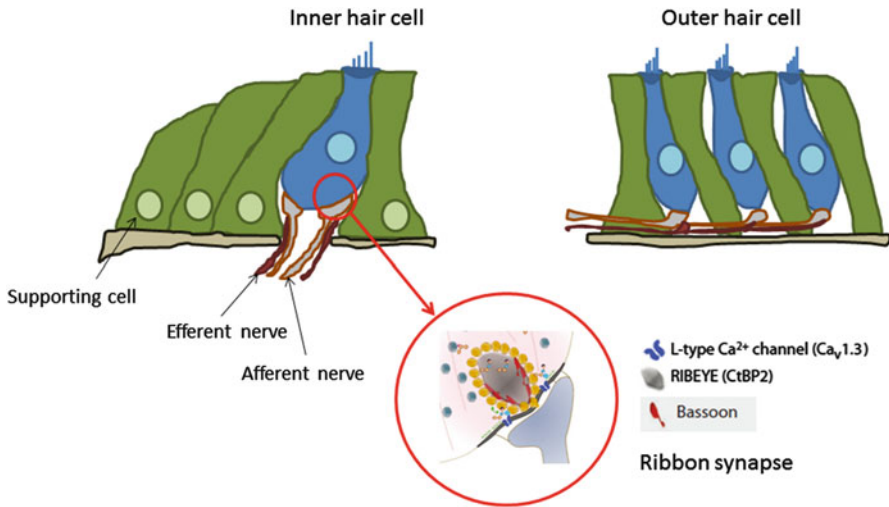 Inner hair cell
Outer hair cell
Supporting cell
Efferent nerve
Afferent nerve
L-type Ca²⁺ channel (Caᵥ1.3)
RIBEYE (CtBP2)
Bassoon
Ribbon synapse